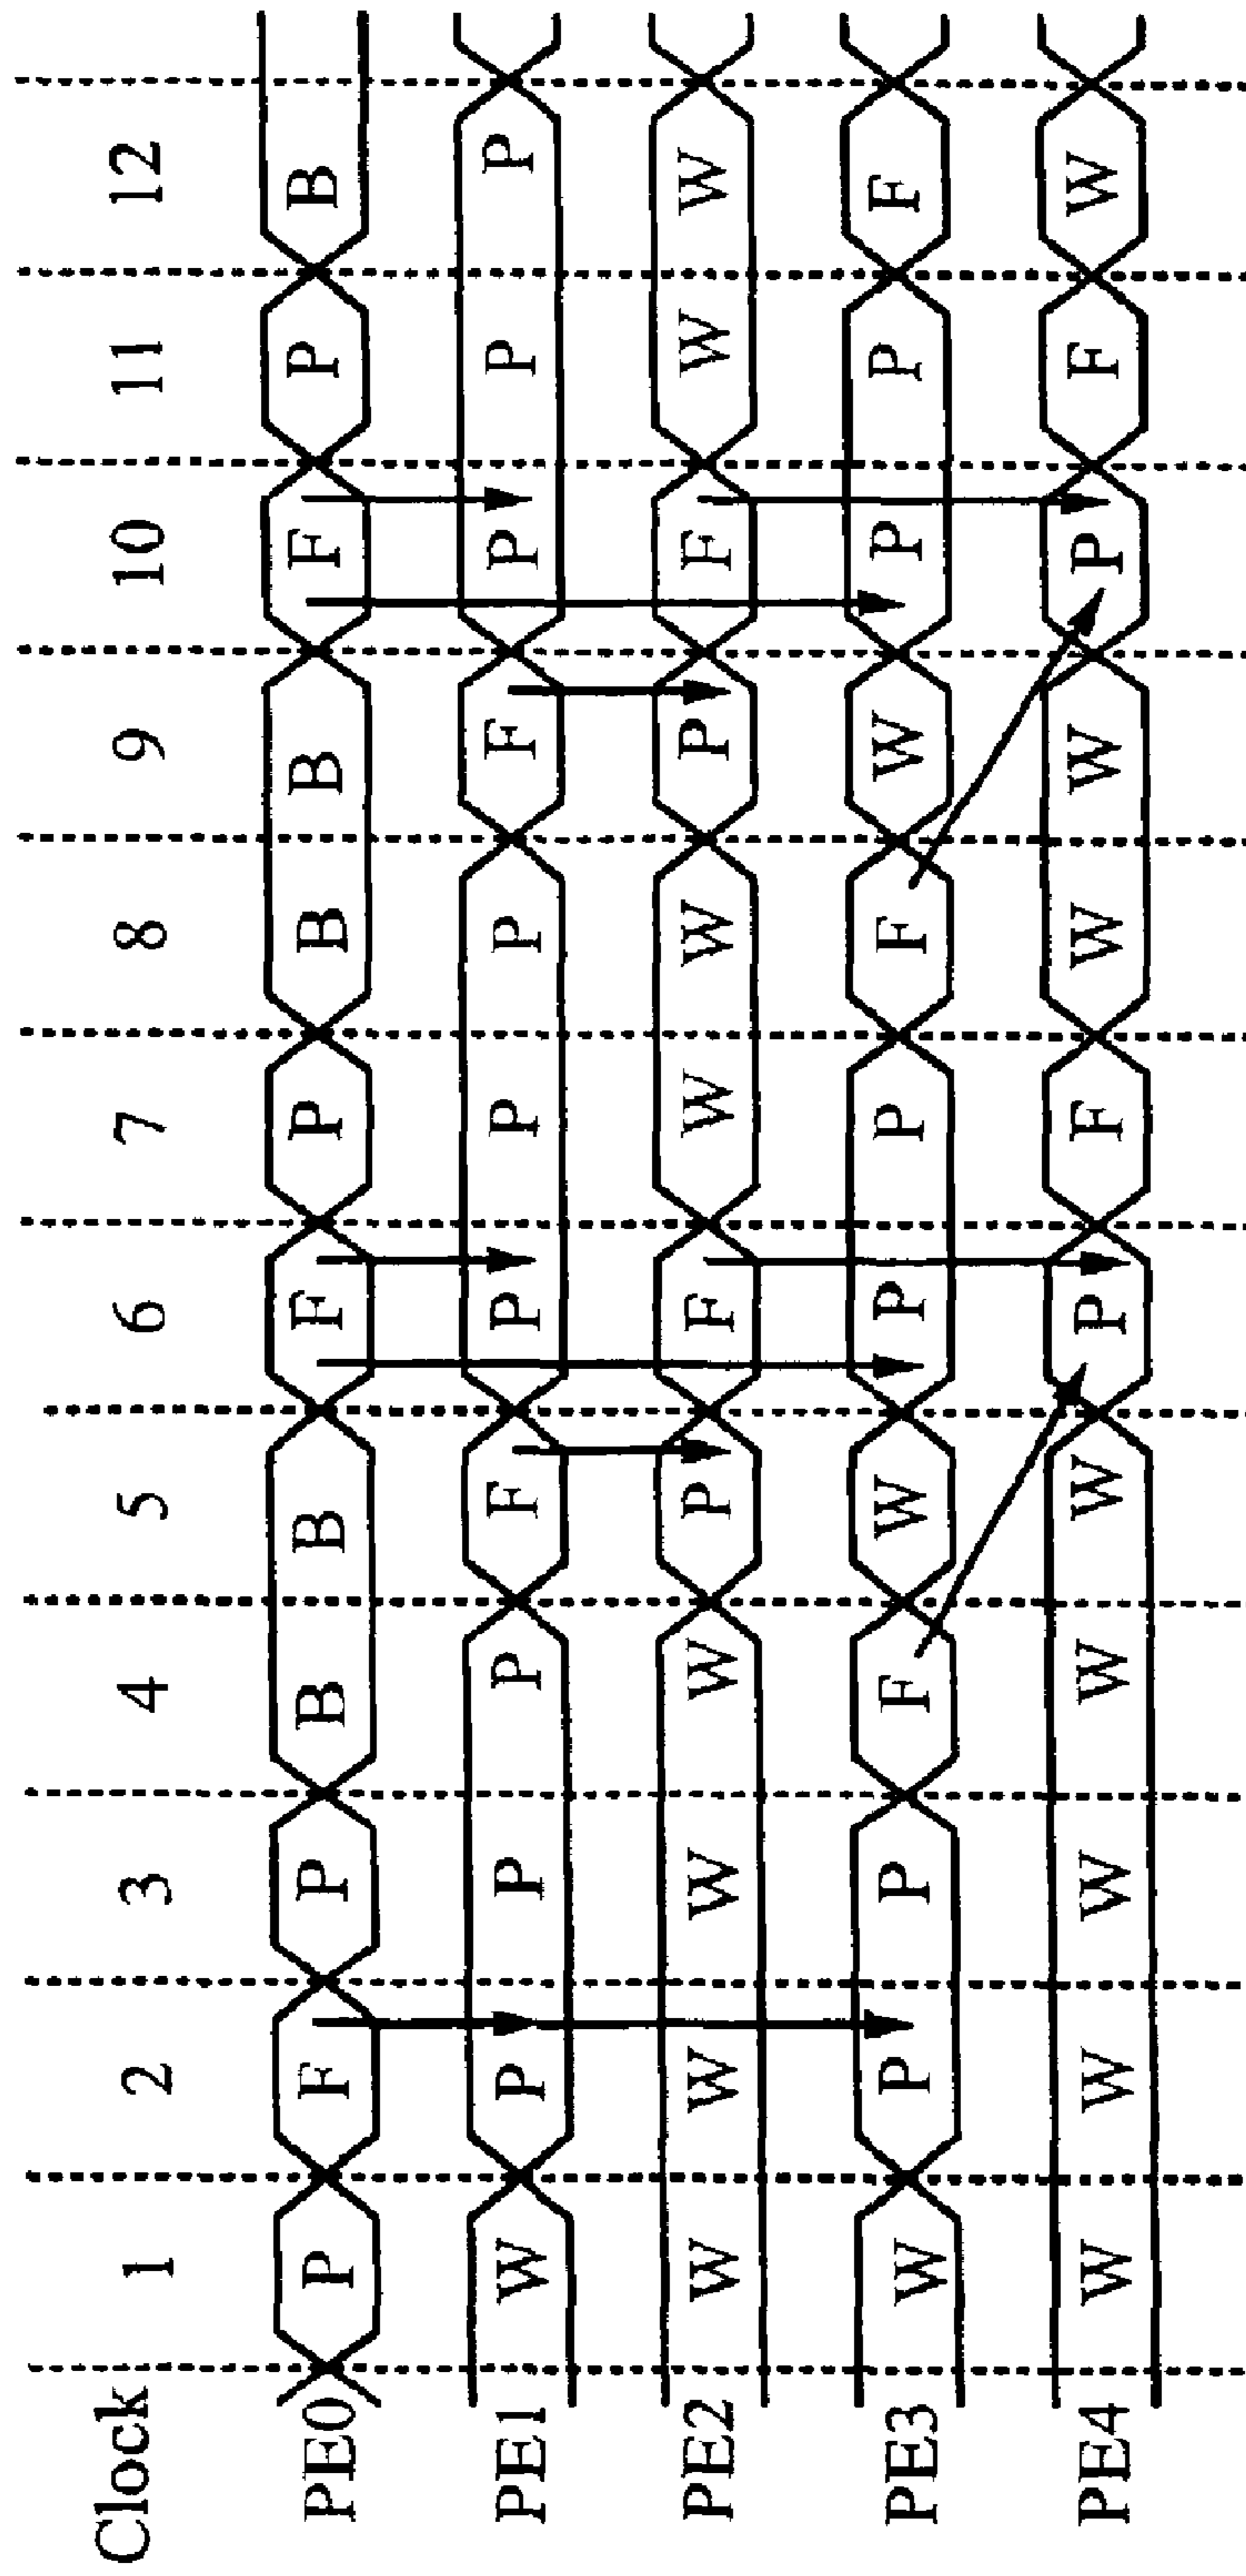 Clock 1 2 3 4 5 6 7 8 9 10 11 12
PE0 P F P B B F P B B F P B
PE1 W P P P F P P P F P P P
PE2 W W W W P F W W P F W W
PE3 W P P F W P P F W P P F
PE4 W W W W W P F W W P F W